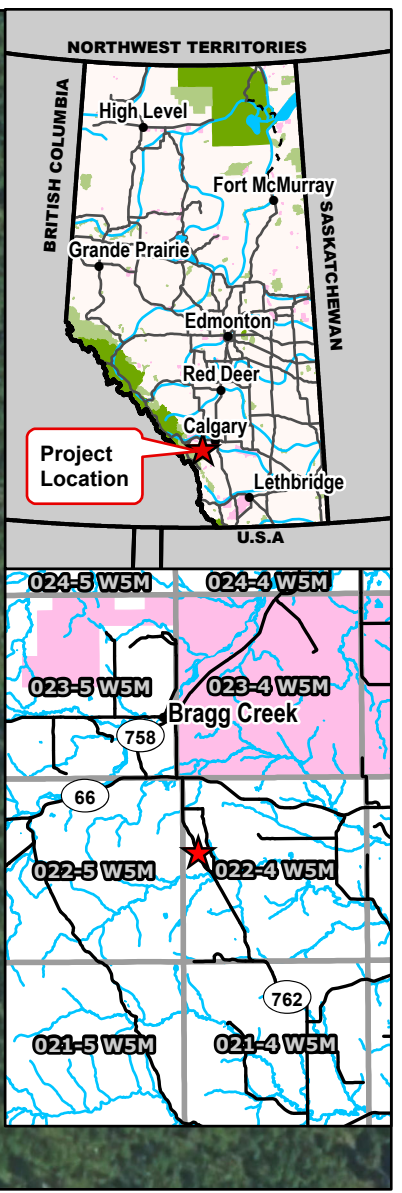 NORTHWEST TERRITORIES
BRITISH COLUMBIA
High Level
Fort McMurray
SASKATCHEWAN
Grande Prairie
Edmonton
Red Deer
Calgary
Project
Location
Lethbridge
U.S.A
024-5 W5M
024-4 W5M
023-5 W5M
023-4 W5M
Bragg Creek
758
66
022-5 W5M
022-4 W5M
762
021-5 W5M
021-4 W5M